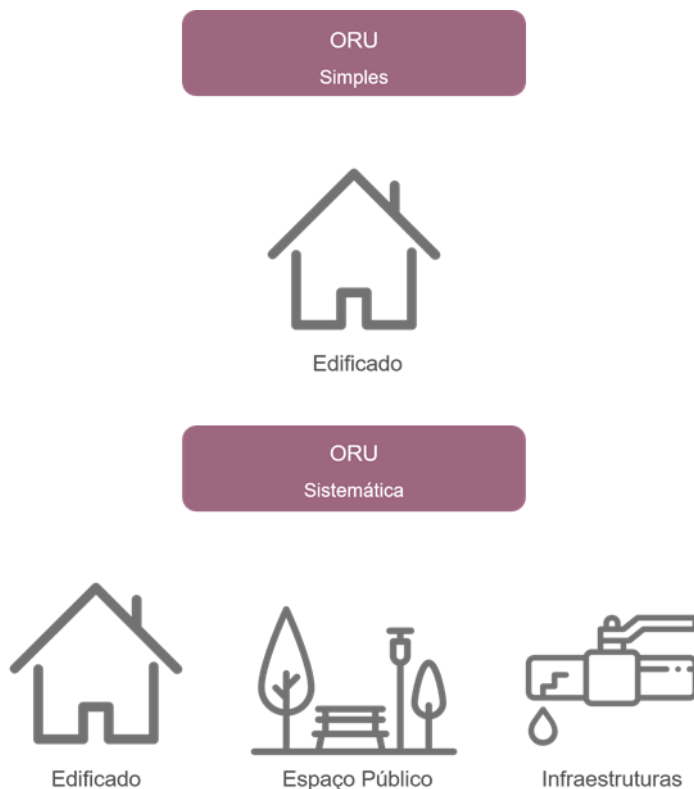 ORU
Simples
Edificado
ORU
Sistemática
Edificado
Espaço Público
Infraestruturas